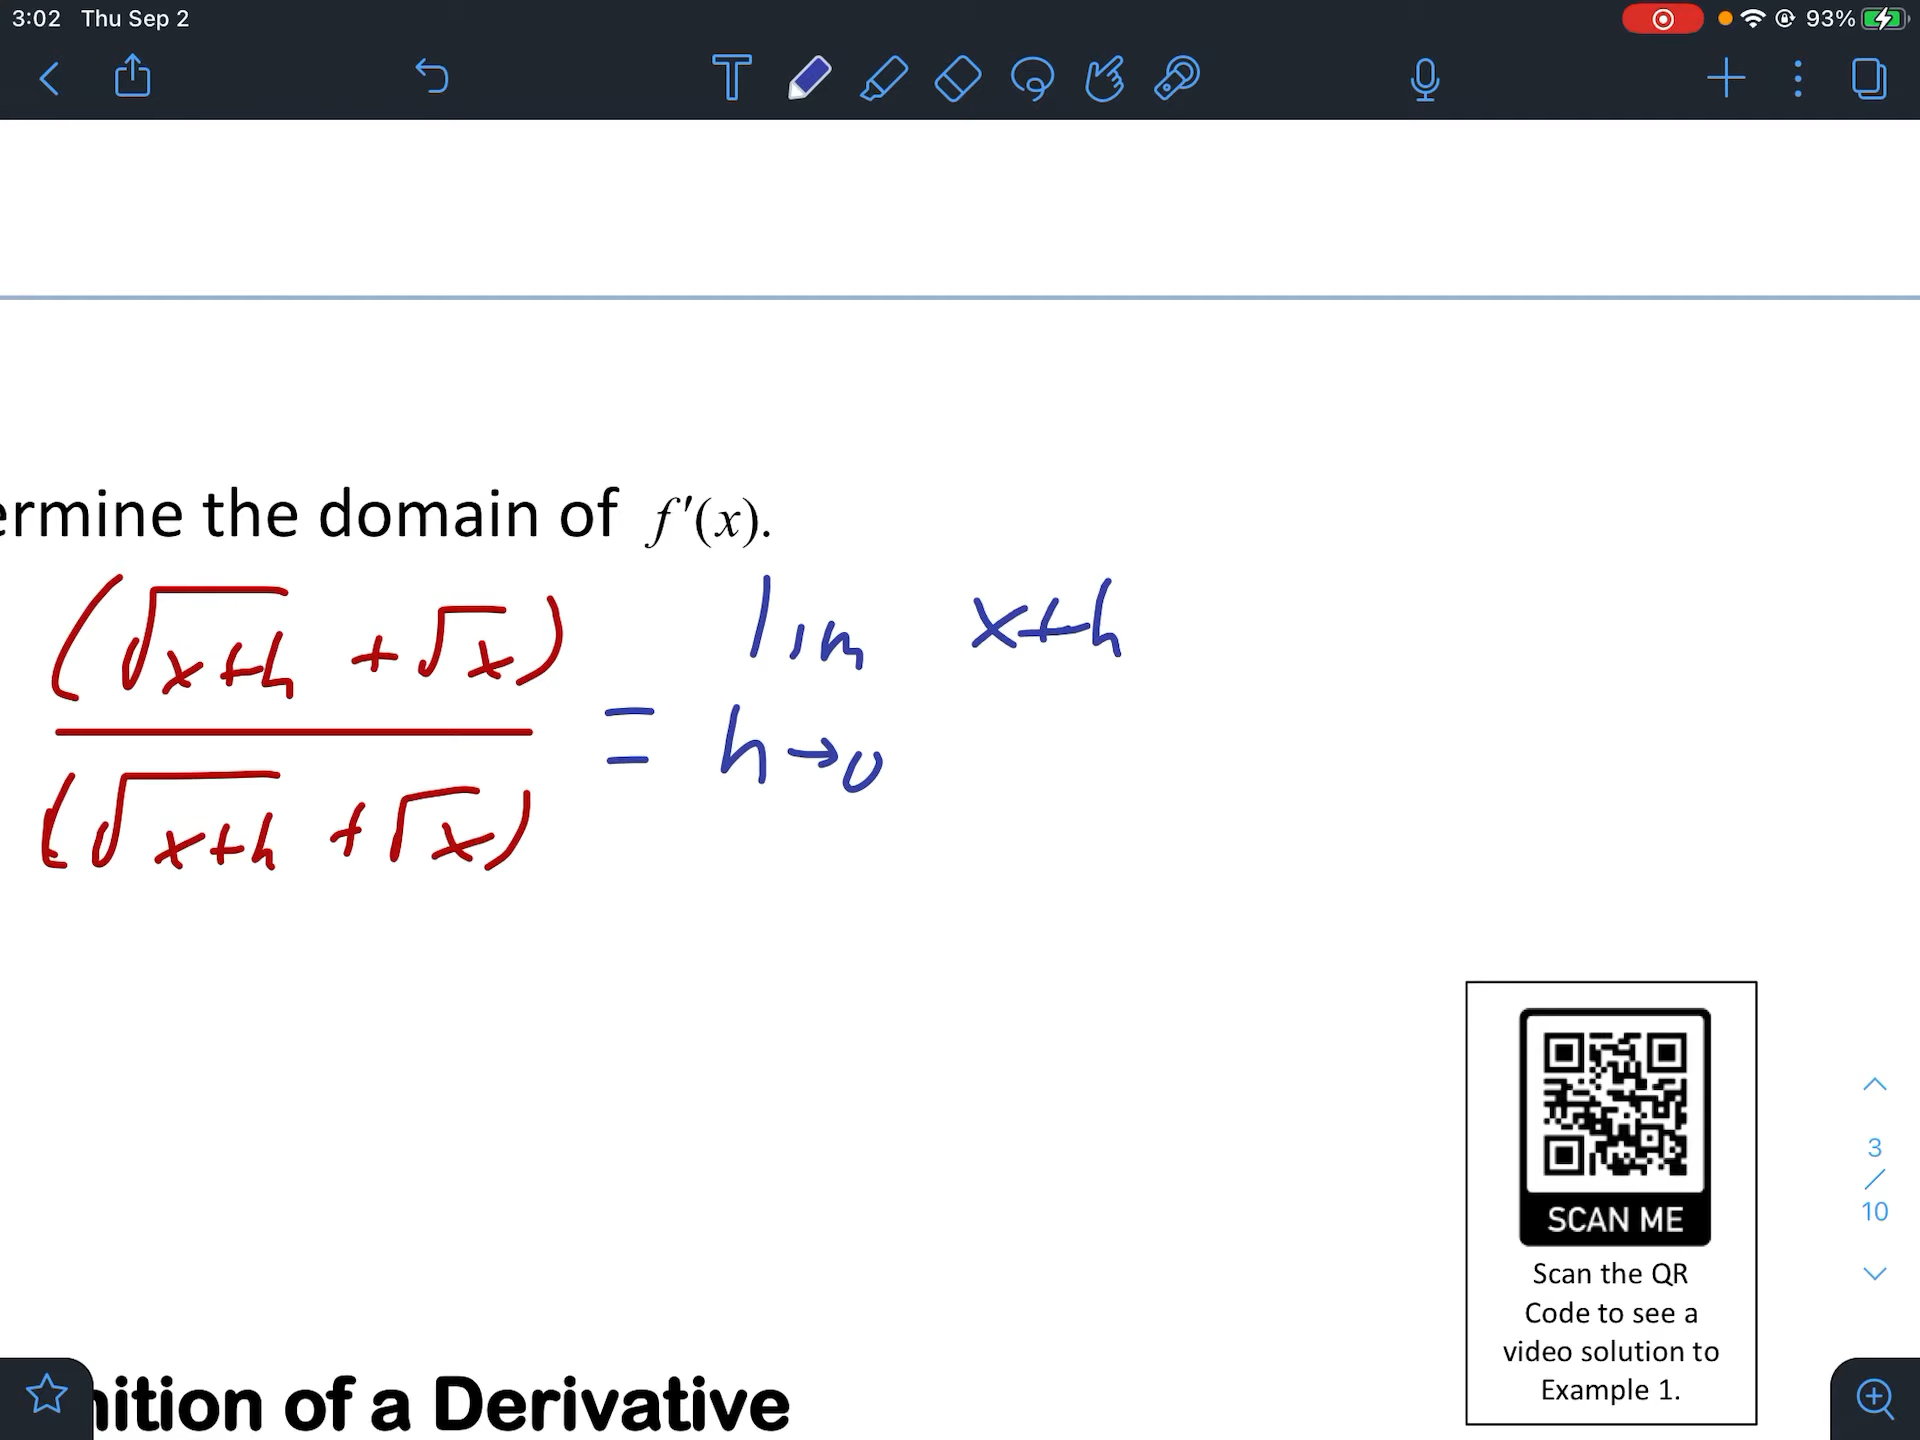 3:02 Thu Sep 2
93%
T
ermine the domain of f'(x).
(√x+h + √x)
(√x+h + √x)
= lim x+h
h→0
SCAN ME
Scan the QR
Code to see a
video solution to
Example 1.
3
/
10
nition of a Derivative